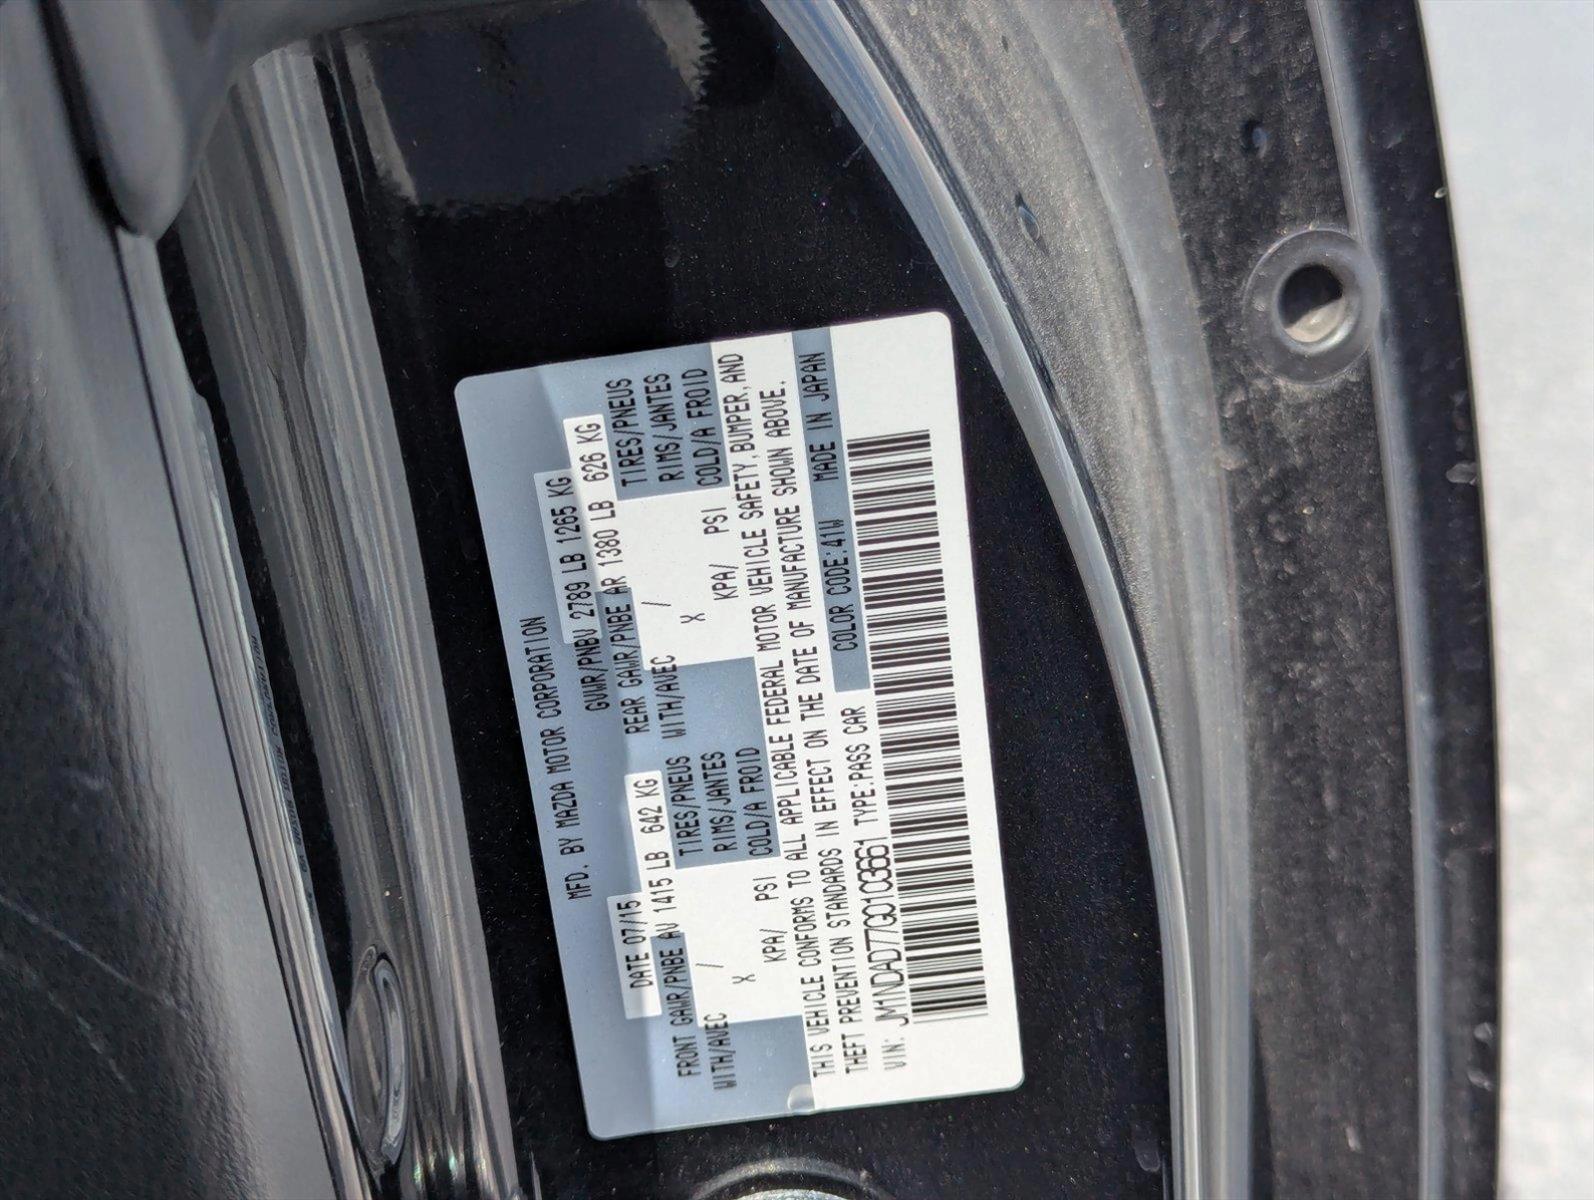 MFD. BY MAZDA MOTOR CORPORATION
DATE 07/15 GVWR/PNBV 2789 LB 1265 KG
FRONT GAWR/PNBE AV 1415 LB 642 KG REAR GAWR/PNBE AR 1380 LB 626 KG
WITH/AVEC / TIRES/PNEUS WITH/AVEC / TIRES/PNEUS
X RIMS/JANTES X RIMS/JANTES
KPA/ PSI COLD/A FROID KPA/ PSI COLD/A FROID
THIS VEHICLE CONFORMS TO ALL APPLICABLE FEDERAL MOTOR VEHICLE SAFETY,BUMPER,AND
THEFT PREVENTION STANDARDS IN EFFECT ON THE DATE OF MANUFACTURE SHOWN ABOVE.
VIN: JM1NDAD77G0103661 TYPE:PASS CAR COLOR CODE:41W MADE IN JAPAN